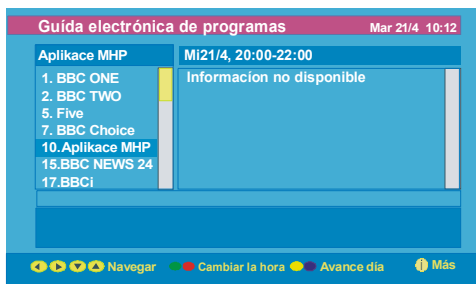 Guída electrónica de programas Mar 21/4 10:12
Aplikace MHP
Mi21/4, 20:00-22:00
1. BBC ONE
2. BBC TWO
5. Five
7. BBC Choice
10.Aplikace MHP
15.BBC NEWS 24
17.BBCi
Informacíon no disponible
Navegar Cambiar la hora Avance día i Más